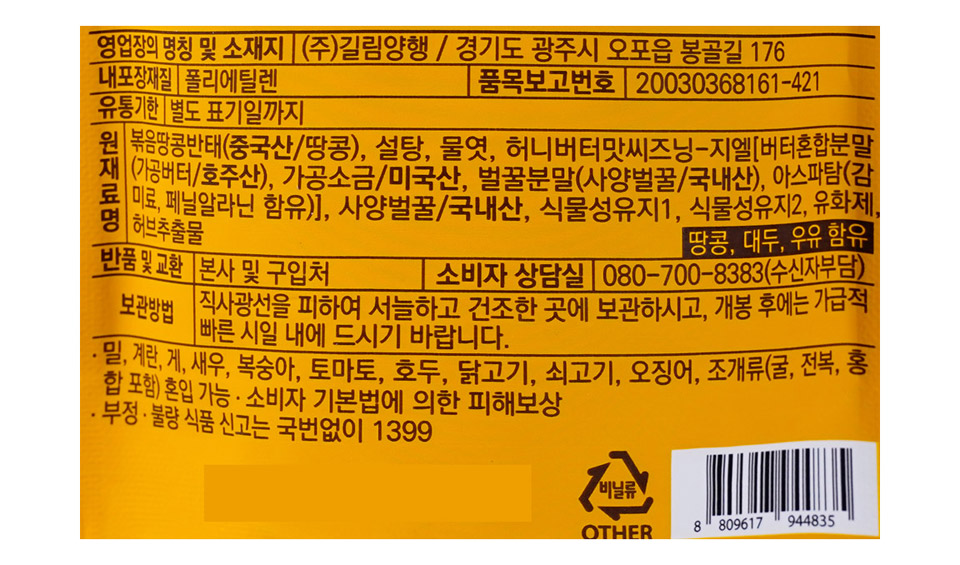 영업장의 명칭 및 소재지 (주)길림양행 / 경기도 광주시 오포읍 봉골길 176
내포장재질 폴리에틸렌 품목보고번호 20030368161-421
유통기한 별도 표기일까지
원재료명 볶음땅콩반태(중국산/땅콩), 설탕, 물엿, 허니버터맛씨즈닝-지엘[버터혼합분말
(가공버터/호주산), 가공소금/미국산, 벌꿀분말(사양벌꿀/국내산), 아스파탐(감
미료, 페닐알라닌 함유)], 사양벌꿀/국내산, 식물성유지1, 식물성유지2, 유화제,
허브추출물
땅콩, 대두, 우유 함유
반품 및 교환 본사 및 구입처 소비자 상담실 080-700-8383(수신자부담)
보관방법 직사광선을 피하여 서늘하고 건조한 곳에 보관하시고, 개봉 후에는 가급적
빠른 시일 내에 드시기 바랍니다.
· 밀, 계란, 게, 새우, 복숭아, 토마토, 호두, 닭고기, 쇠고기, 오징어, 조개류(굴, 전복, 홍
합 포함) 혼입 가능 · 소비자 기본법에 의한 피해보상
· 부정 · 불량 식품 신고는 국번없이 1399
비닐류
OTHER
8 809617 944835